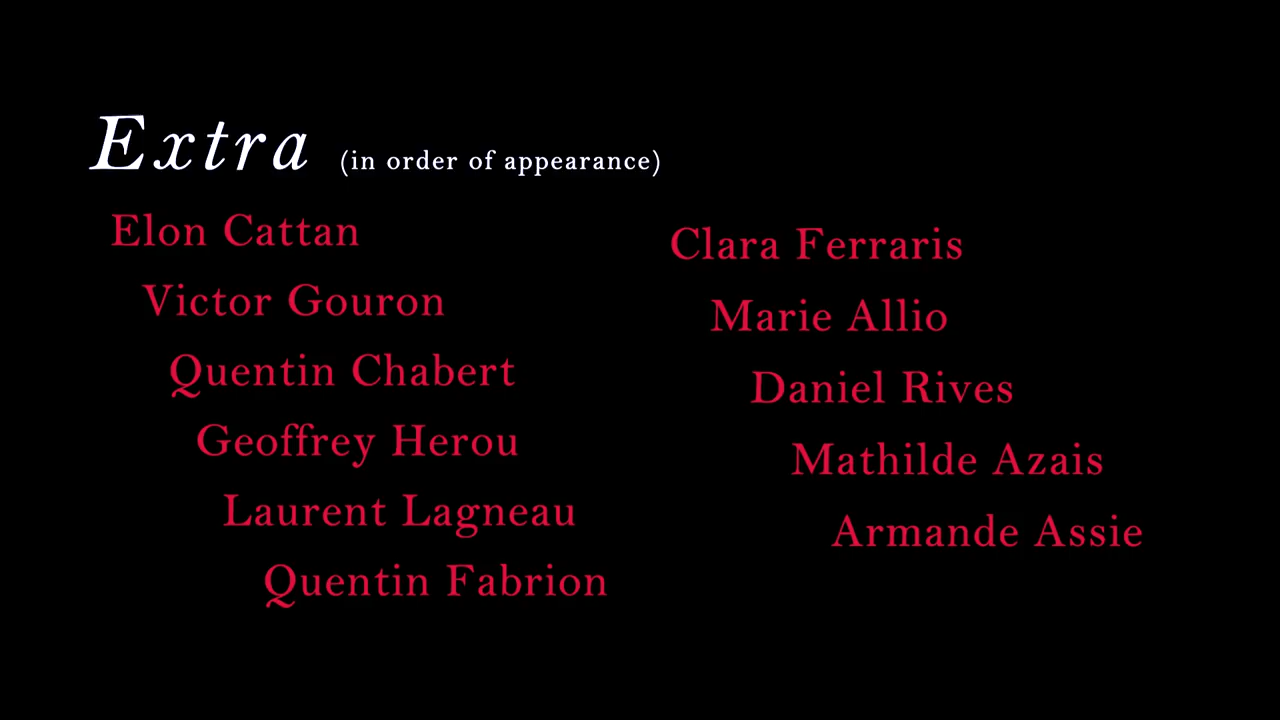 Extra (in order of appearance)
Elon Cattan
Victor Gouron
Quentin Chabert
Geoffrey Herou
Laurent Lagneau
Quentin Fabrion
Clara Ferraris
Marie Allio
Daniel Rives
Mathilde Azais
Armande Assie